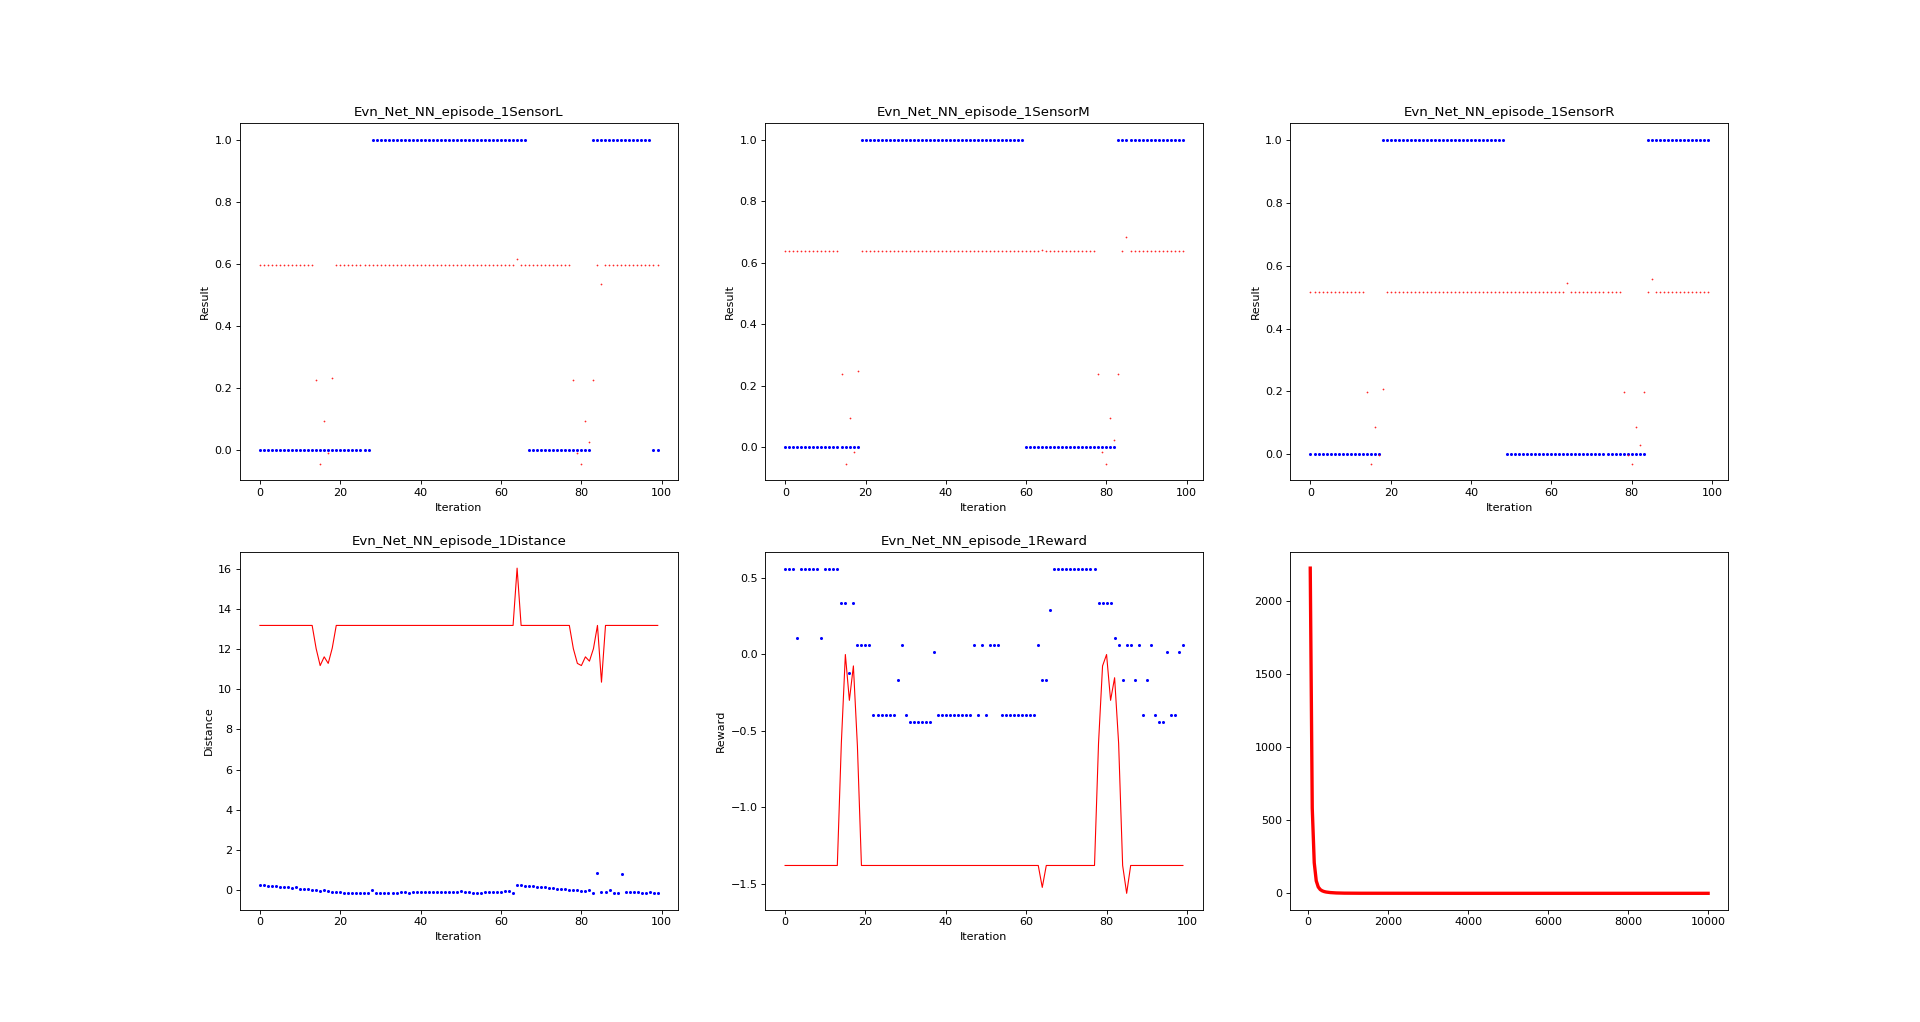 Evn_Net_NN_episode_1SensorL
1.0
0.8
0.6
0.4
0.2
0.0
Result
0 20 40 60 80 100
Iteration
Evn_Net_NN_episode_1SensorM
1.0
0.8
0.6
0.4
0.2
0.0
Result
0 20 40 60 80 100
Iteration
Evn_Net_NN_episode_1SensorR
1.0
0.8
0.6
0.4
0.2
0.0
Result
0 20 40 60 80 100
Iteration
Evn_Net_NN_episode_1Distance
16
14
12
10
8
6
4
2
0
Distance
0 20 40 60 80 100
Iteration
Evn_Net_NN_episode_1Reward
0.5
0.0
−0.5
−1.0
−1.5
Reward
0 20 40 60 80 100
Iteration
2000
1500
1000
500
0
0 2000 4000 6000 8000 10000